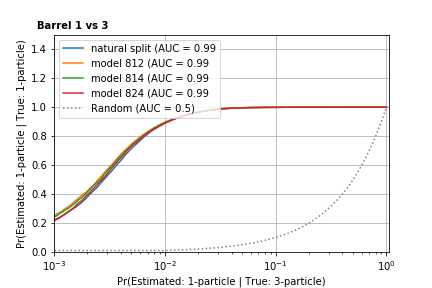 Barrel 1 vs 3
Pr(Estimated: 1-particle | True: 1-particle)
1.4
1.2
1.0
0.8
0.6
0.4
0.2
0.0
natural split (AUC = 0.99
model 812 (AUC = 0.99
model 814 (AUC = 0.99
model 824 (AUC = 0.99
Random (AUC = 0.5)
10⁻³ 10⁻² 10⁻¹ 10⁰
Pr(Estimated: 1-particle | True: 3-particle)